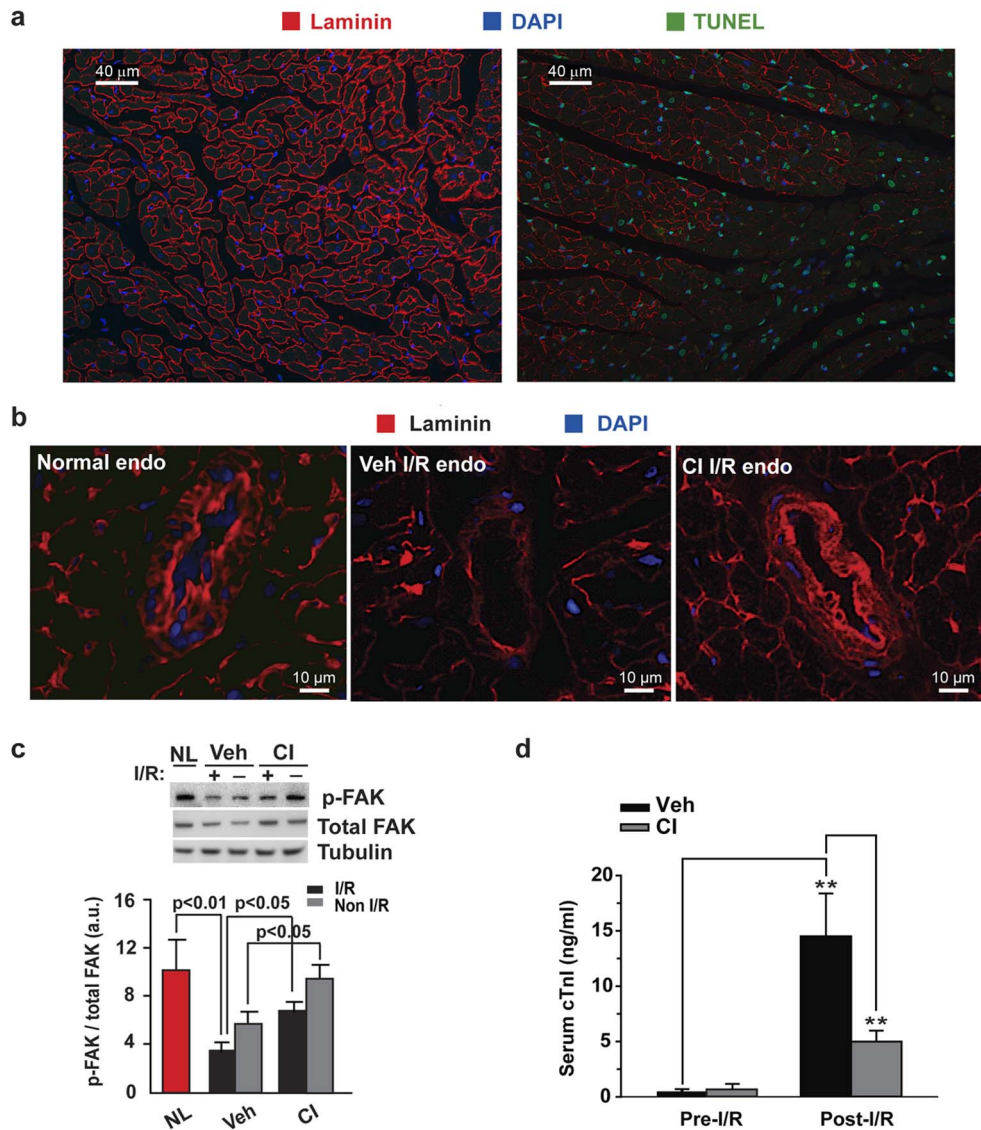 a
Laminin DAPI TUNEL
40 μm 40 μm
b
Laminin DAPI
Normal endo Veh I/R endo CI I/R endo
10 μm 10 μm 10 μm
c
NL Veh CI
I/R: + – + –
p-FAK
Total FAK
Tubulin
I/R
Non I/R
p<0.01 p<0.05
p<0.05
p-FAK / total FAK (a.u.)
16
12
8
4
0
NL Veh CI
d
Veh
CI
Serum cTnI (ng/ml)
20
15
10
5
0
**
**
Pre-I/R Post-I/R